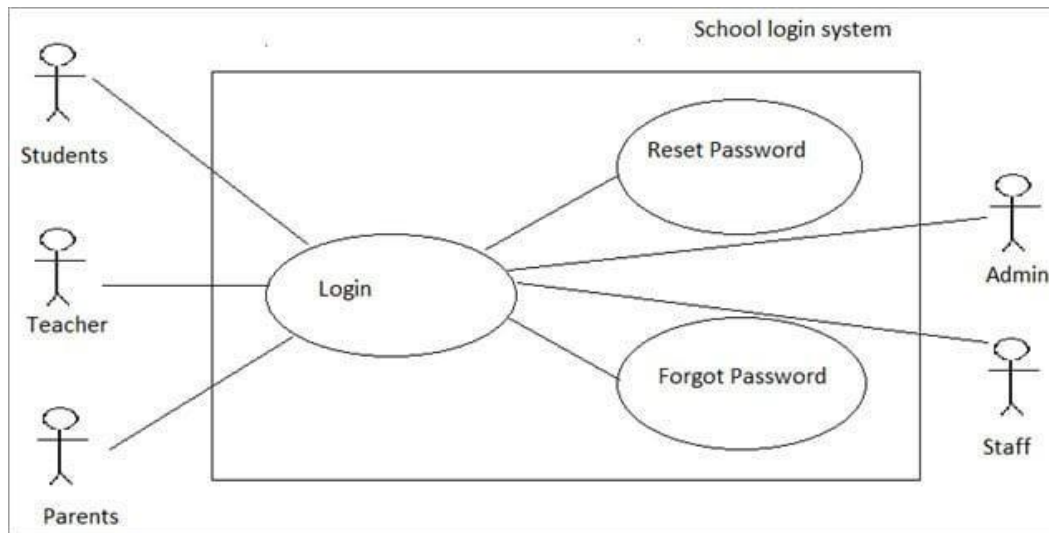 School login system
Students
Reset Password
Teacher
Login
Admin
Forgot Password
Parents
Staff